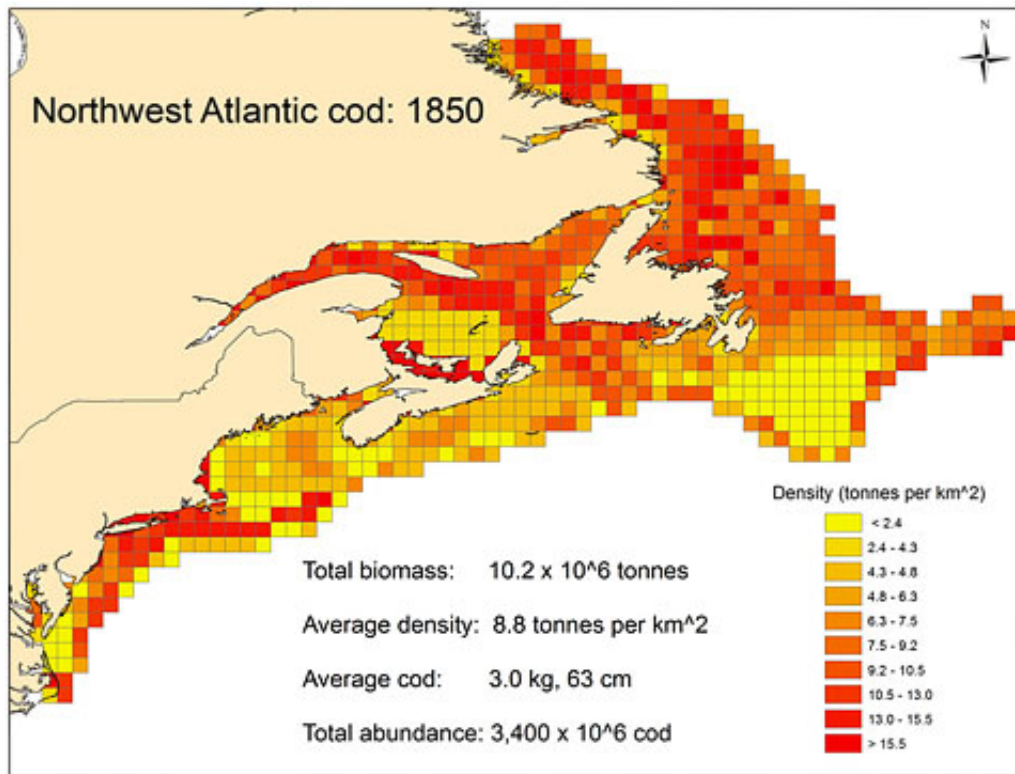 N
Northwest Atlantic cod: 1850
Density (tonnes per km^2)
< 2.4
2.4 - 4.3
4.3 - 4.8
4.8 - 6.3
6.3 - 7.5
7.5 - 9.2
9.2 - 10.5
10.5 - 13.0
13.0 - 15.5
> 15.5
Total biomass: 10.2 x 10^6 tonnes
Average density: 8.8 tonnes per km^2
Average cod: 3.0 kg, 63 cm
Total abundance: 3,400 x 10^6 cod